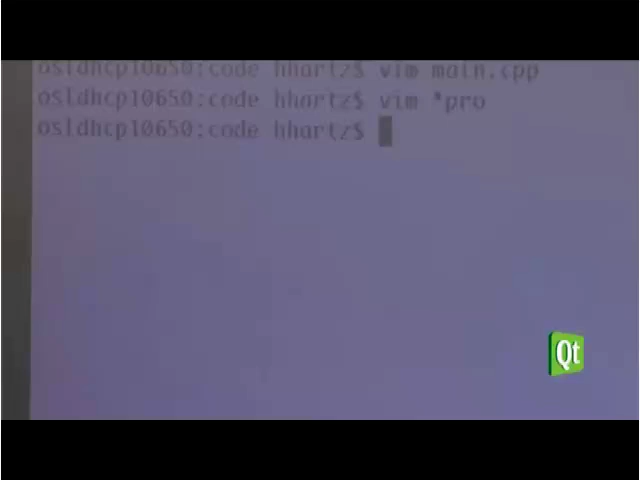 osldhcp10650:code hhartz$ vim main.cpp
osldhcp10650:code hhartz$ vim *pro
osldhcp10650:code hhartz$
Qt